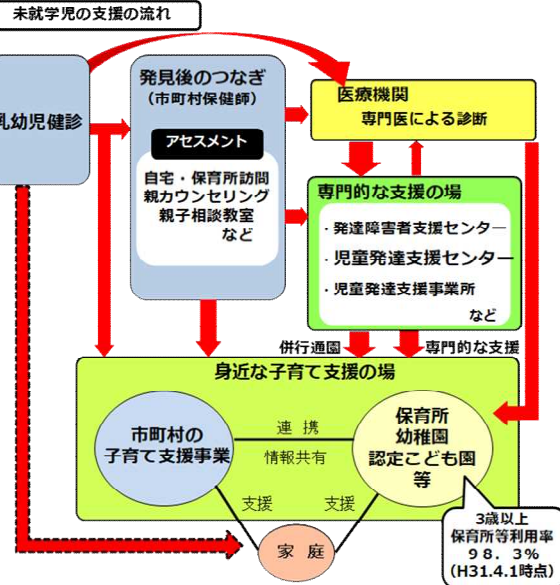 未就学児の支援の流れ
乳幼児健診
発見後のつなぎ
（市町村保健師）
アセスメント
自宅・保育所訪問
親カウンセリング
親子相談教室
など
医療機関
専門医による診断
専門的な支援の場
・発達障害者支援センター
・児童発達支援センター
・児童発達支援事業所
など
併行通園
専門的な支援
身近な子育て支援の場
市町村の
子育て支援事業
連 携
情報共有
保育所
幼稚園
認定こども園
等
支援
支援
家 庭
3歳以上
保育所等利用率
９８．３％
（H31.4.1時点）